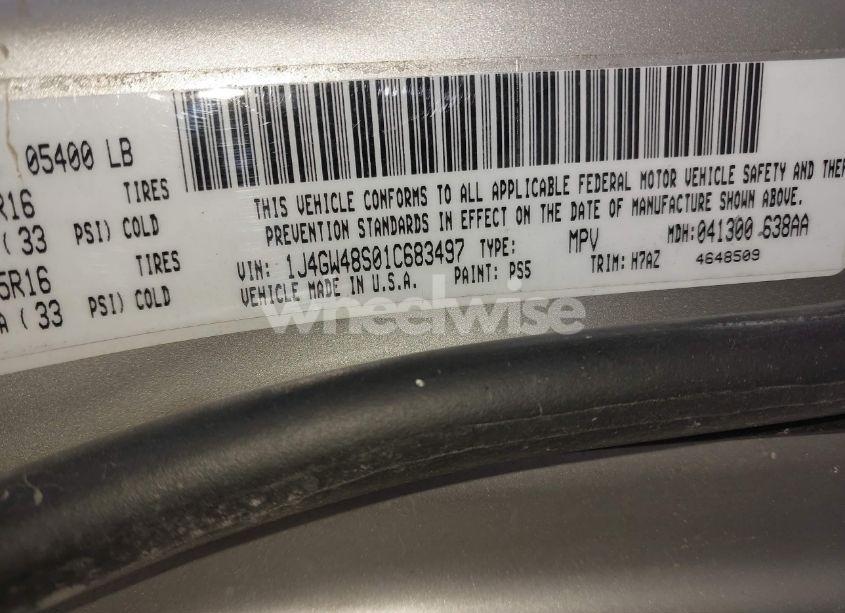 05400 LB
THIS VEHICLE CONFORMS TO ALL APPLICABLE FEDERAL MOTOR VEHICLE SAFETY AND THEF
PREVENTION STANDARDS IN EFFECT ON THE DATE OF MANUFACTURE SHOWN ABOVE.
R16 TIRES
( 33 PSI) COLD
VIN: 1J4GW48S01C683497 TYPE: MPV MDH: 041300 638AA
VEHICLE MADE IN U.S.A. PAINT: PS5 TRIM: H7AZ 4648509
5R16 TIRES
A ( 33 PSI) COLD
wheelwise